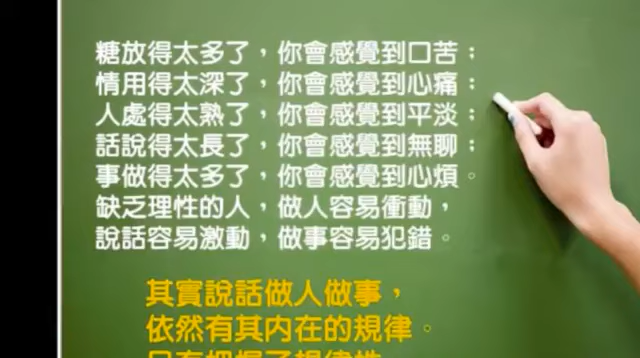 糖放得太多了，你會感覺到口苦；
情用得太深了，你會感覺到心痛；
人處得太熟了，你會感覺到平淡；
話說得太長了，你會感覺到無聊；
事做得太多了，你會感覺到心煩。
缺乏理性的人，做人容易衝動，
說話容易激動，做事容易犯錯。
其實說話做人做事，
依然有其内在的規律。